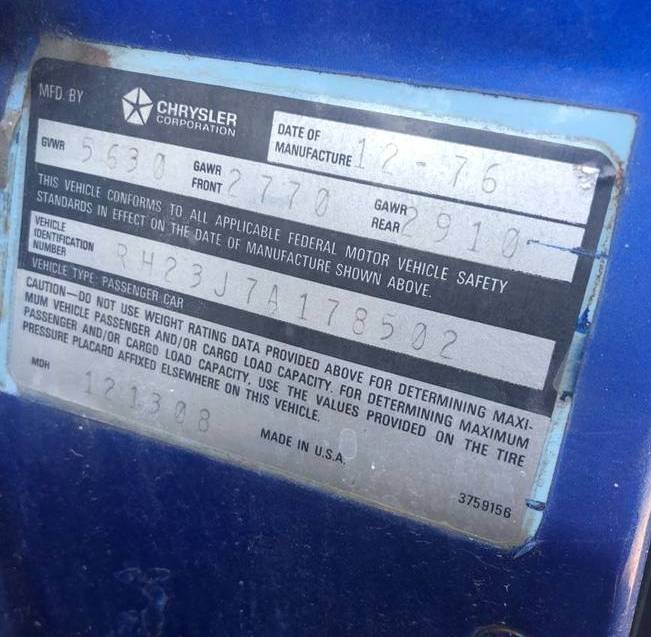 MFD. BY CHRYSLER CORPORATION
DATE OF MANUFACTURE 12-76
GVWR 5630 GAWR FRONT 2770 GAWR REAR 2910
THIS VEHICLE CONFORMS TO ALL APPLICABLE FEDERAL MOTOR VEHICLE SAFETY
STANDARDS IN EFFECT ON THE DATE OF MANUFACTURE SHOWN ABOVE.
VEHICLE IDENTIFICATION NUMBER RH23J7A178502
VEHICLE TYPE: PASSENGER CAR
CAUTION—DO NOT USE WEIGHT RATING DATA PROVIDED ABOVE FOR DETERMINING MAXI-
MUM VEHICLE PASSENGER AND/OR CARGO LOAD CAPACITY. FOR DETERMINING MAXIMUM
PASSENGER AND/OR CARGO LOAD CAPACITY, USE THE VALUES PROVIDED ON THE TIRE
PRESSURE PLACARD AFFIXED ELSEWHERE ON THIS VEHICLE.
MDH 121308
MADE IN U.S.A.
3759156